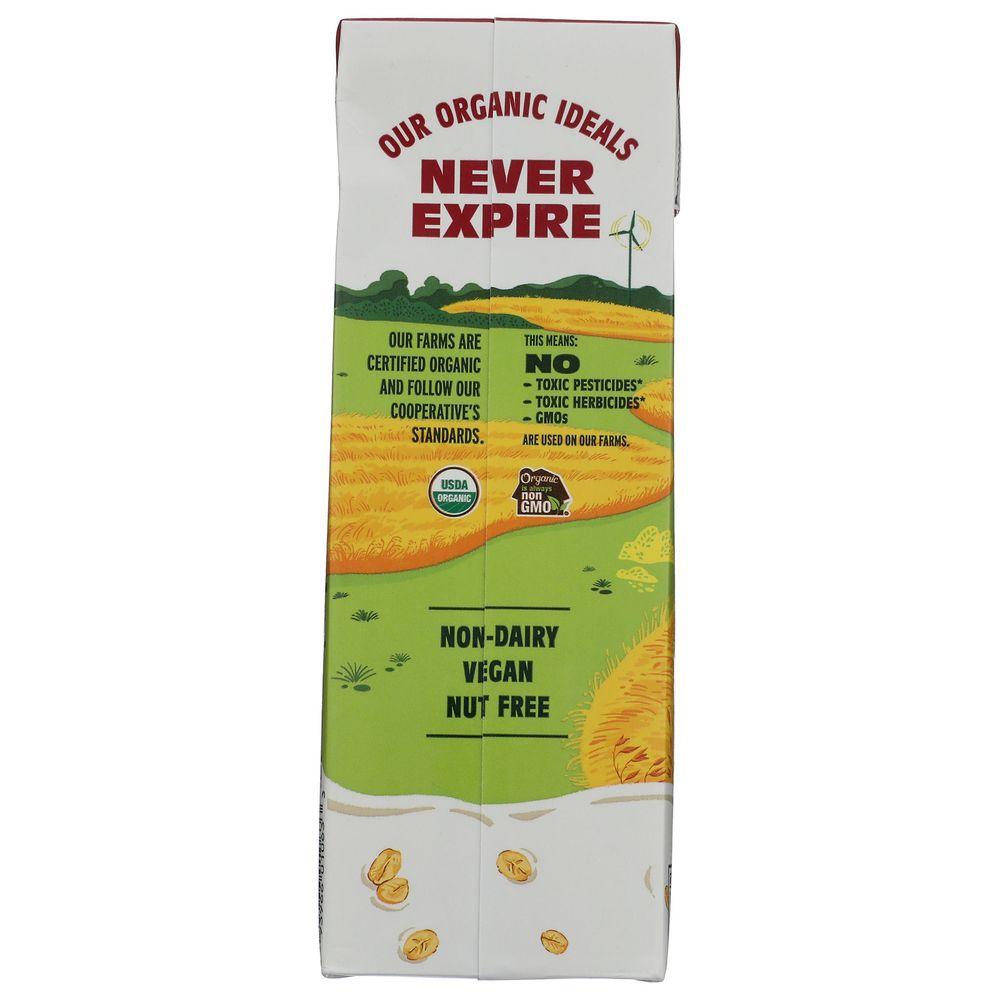 OUR ORGANIC IDEALS
NEVER
EXPIRE
OUR FARMS ARE
CERTIFIED ORGANIC
AND FOLLOW OUR
COOPERATIVE'S
STANDARDS.
THIS MEANS:
NO
- TOXIC PESTICIDES*
- TOXIC HERBICIDES*
- GMOs
ARE USED ON OUR FARMS.
USDA
ORGANIC
Organic
is always
non
GMO
NON-DAIRY
VEGAN
NUT FREE